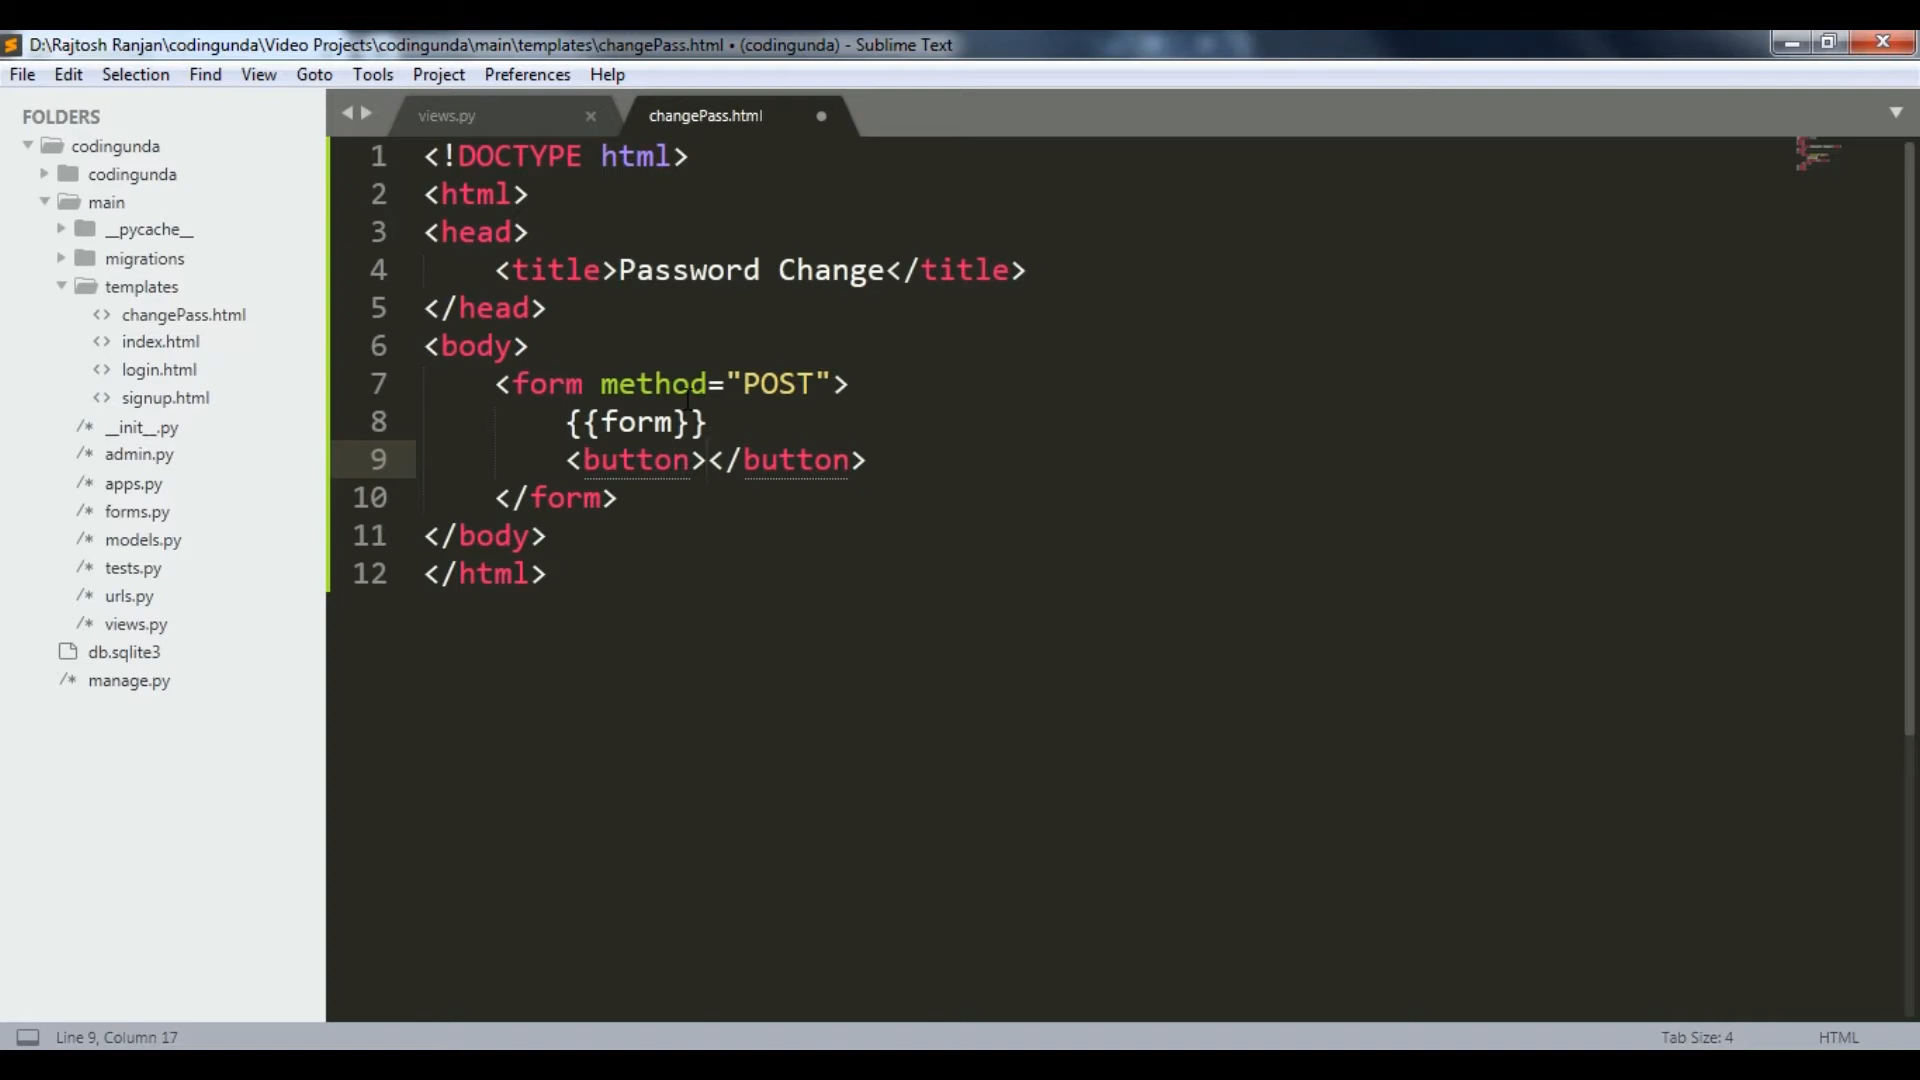 D:\Rajtosh Ranjan\codingunda\Video Projects\codingunda\main\templates\changePass.html • (codingunda) - Sublime Text
File Edit Selection Find View Goto Tools Project Preferences Help
FOLDERS
codingunda
codingunda
main
__pycache__
migrations
templates
<> changePass.html
<> index.html
<> login.html
<> signup.html
/* __init__.py
/* admin.py
/* apps.py
/* forms.py
/* models.py
/* tests.py
/* urls.py
/* views.py
db.sqlite3
/* manage.py
views.py × changePass.html
1 <!DOCTYPE html>
2 <html>
3 <head>
4 <title>Password Change</title>
5 </head>
6 <body>
7 <form method="POST">
8 {{form}}
9 <button></button>
10 </form>
11 </body>
12 </html>
Line 9, Column 17 Tab Size: 4 HTML